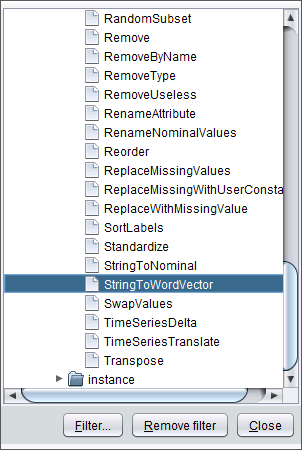 RandomSubset
Remove
RemoveByName
RemoveType
RemoveUseless
RenameAttribute
RenameNominalValues
Reorder
ReplaceMissingValues
ReplaceMissingWithUserConsta
ReplaceWithMissingValue
SortLabels
Standardize
StringToNominal
StringToWordVector
SwapValues
TimeSeriesDelta
TimeSeriesTranslate
Transpose
instance
Filter... Remove filter Close